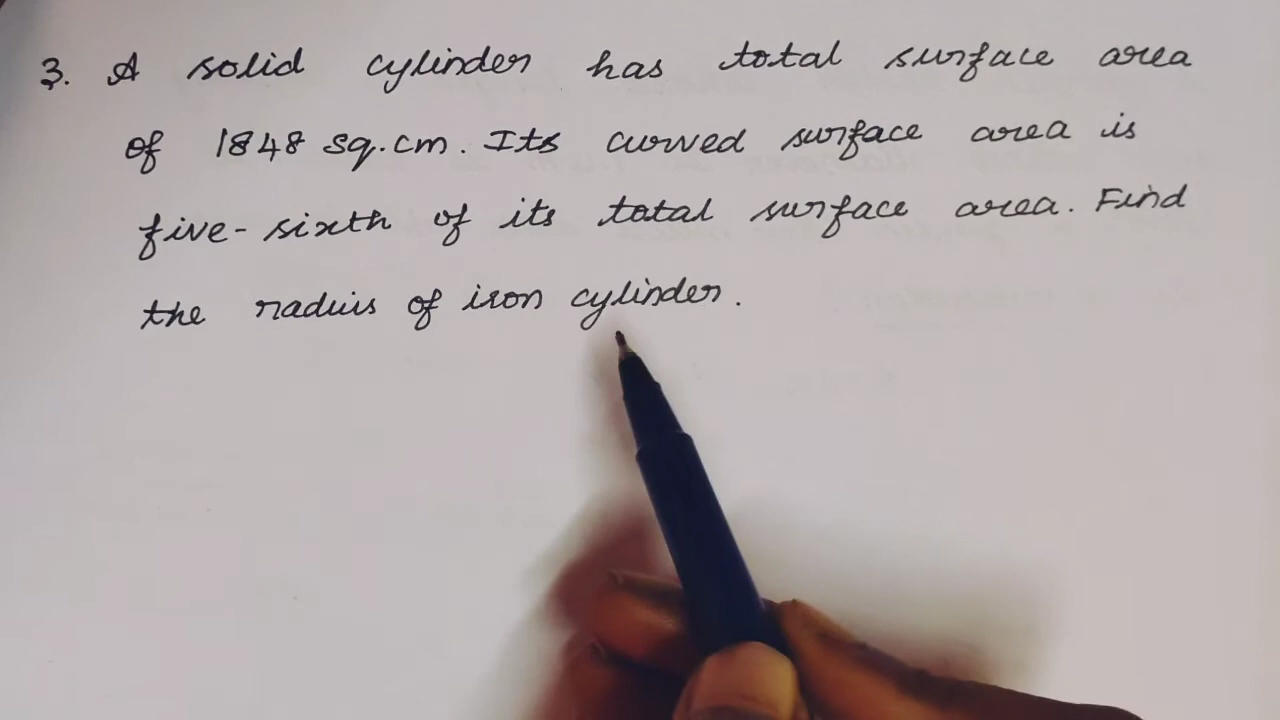 3. A solid cylinder has total surface area
of 1848 sq.cm. Its curved surface area is
five-sixth of its total surface area. Find
the radius of iron cylinder.